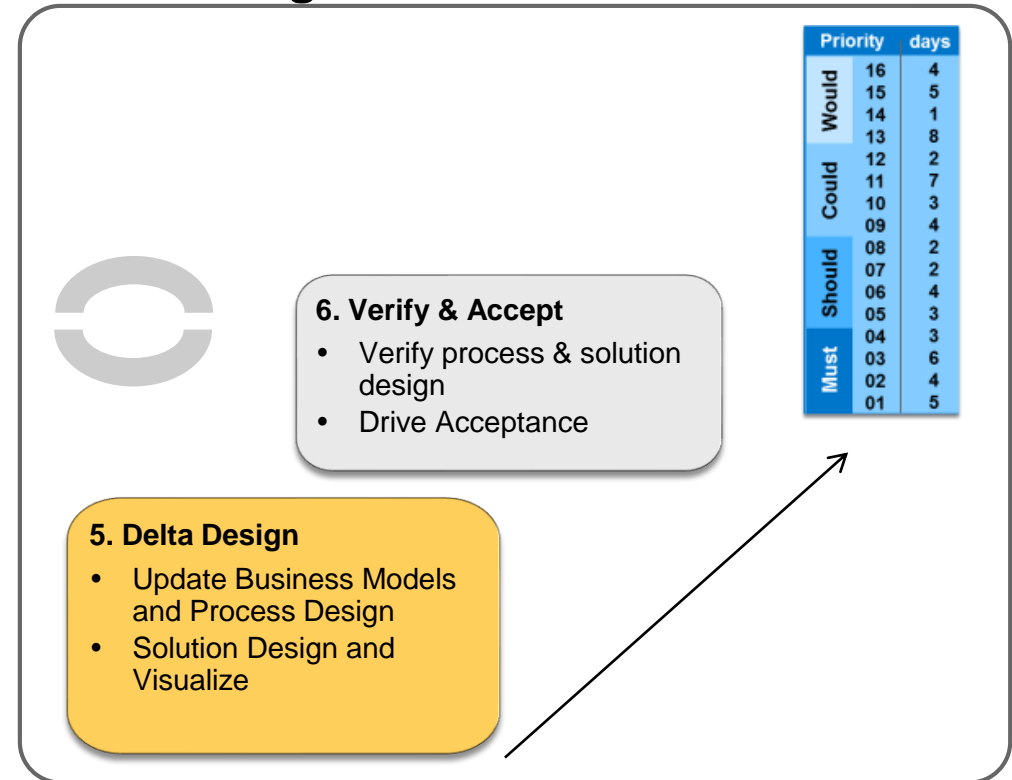 Priority days
Would
16 4
15 5
14 1
13 8
Could
12 2
11 7
10 3
09 4
Should
08 2
07 2
06 4
05 3
Must
04 3
03 6
02 4
01 5
6. Verify & Accept
• Verify process & solution
design
• Drive Acceptance
5. Delta Design
• Update Business Models
and Process Design
• Solution Design and
Visualize